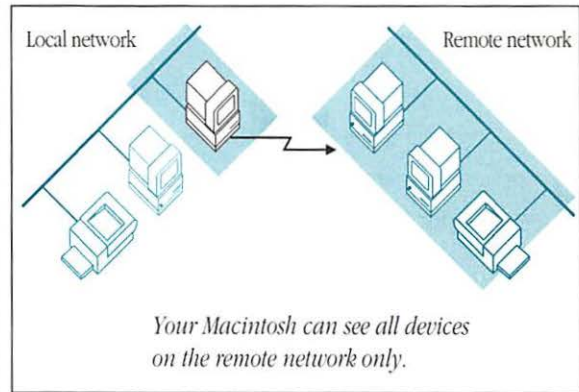 Local network
Remote network
Your Macintosh can see all devices
on the remote network only.